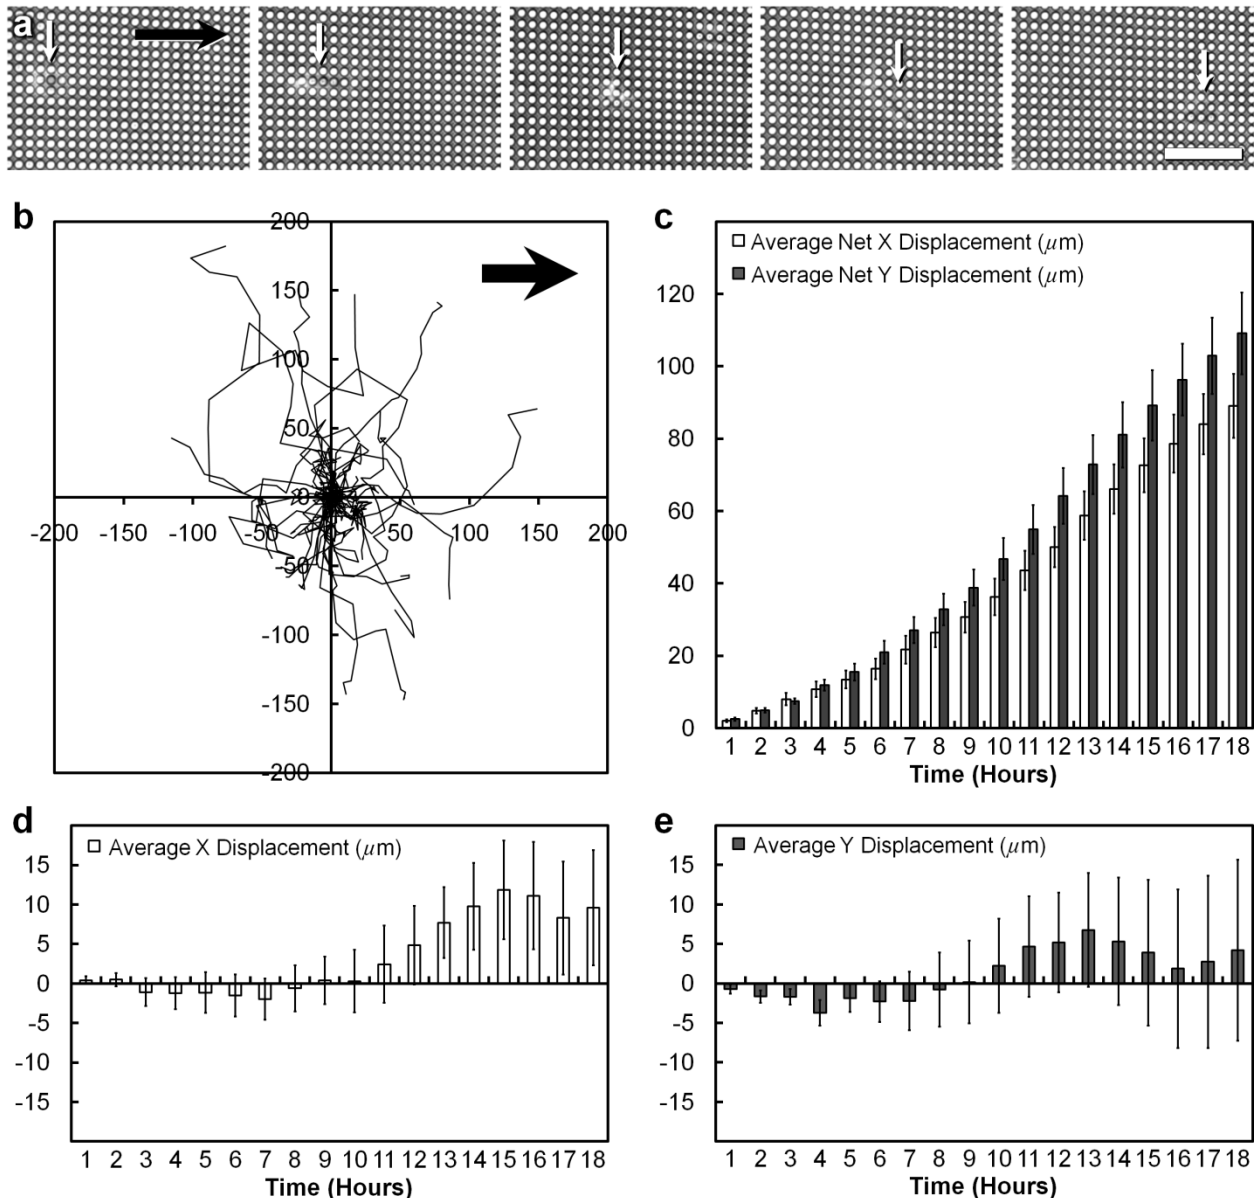 a
b
200
150
100
50
0
-200 -150 -100 -50 0 50 100 150 200
-50
-100
-150
-200
c
Average Net X Displacement (μm)
Average Net Y Displacement (μm)
120
100
80
60
40
20
0
1 2 3 4 5 6 7 8 9 10 11 12 13 14 15 16 17 18
Time (Hours)
d
Average X Displacement (μm)
15
10
5
0
-5
-10
-15
1 2 3 4 5 6 7 8 9 10 11 12 13 14 15 16 17 18
Time (Hours)
e
Average Y Displacement (μm)
15
10
5
0
-5
-10
-15
1 2 3 4 5 6 7 8 9 10 11 12 13 14 15 16 17 18
Time (Hours)